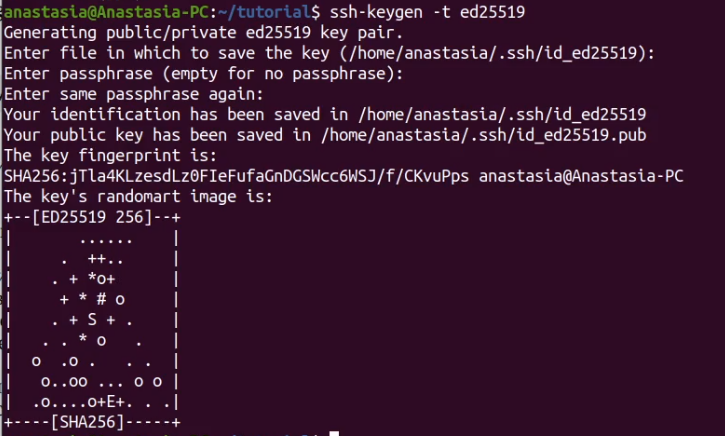 anastasia@Anastasia-PC:~/tutorial$ ssh-keygen -t ed25519
Generating public/private ed25519 key pair.
Enter file in which to save the key (/home/anastasia/.ssh/id_ed25519):
Enter passphrase (empty for no passphrase):
Enter same passphrase again:
Your identification has been saved in /home/anastasia/.ssh/id_ed25519
Your public key has been saved in /home/anastasia/.ssh/id_ed25519.pub
The key fingerprint is:
SHA256:jTla4KLzesdLz0FIeFufaGnDGSWcc6WSJ/f/CKvuPps anastasia@Anastasia-PC
The key's randomart image is:
+--[ED25519 256]--+
|       ......    |
|     .  ++..     |
|    . + *o+      |
|     + * # o     |
|    . + S + .    |
|   . . * o   .   |
|  o  .o .   . .  |
|   o..oo ... o o |
|  .o....o+E+. . .|
+----[SHA256]-----+